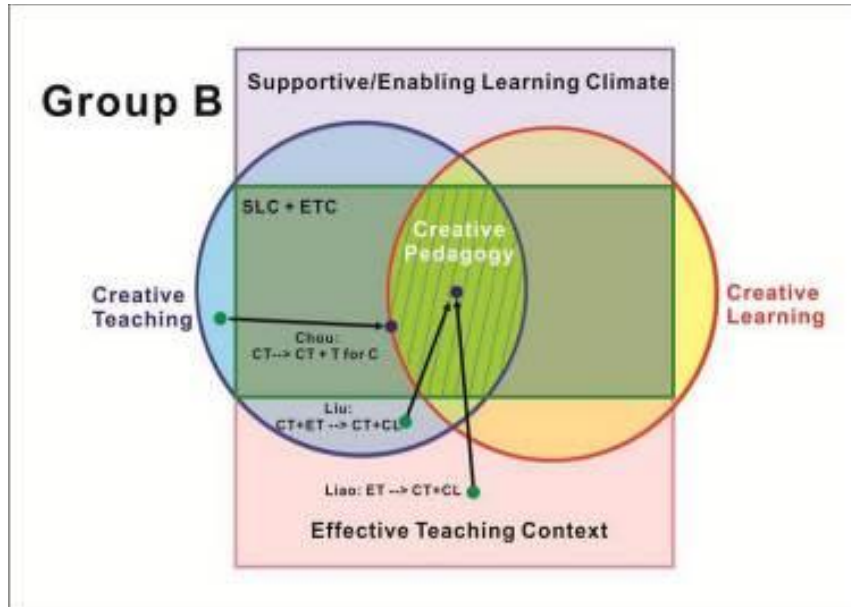 Group B
Supportive/Enabling Learning Climate
SLC + ETC
Creative
Pedagogy
Creative
Teaching
Creative
Learning
Chou:
CT--> CT + T for C
Liu:
CT+ET --> CT+CL
Liao: ET --> CT+CL
Effective Teaching Context